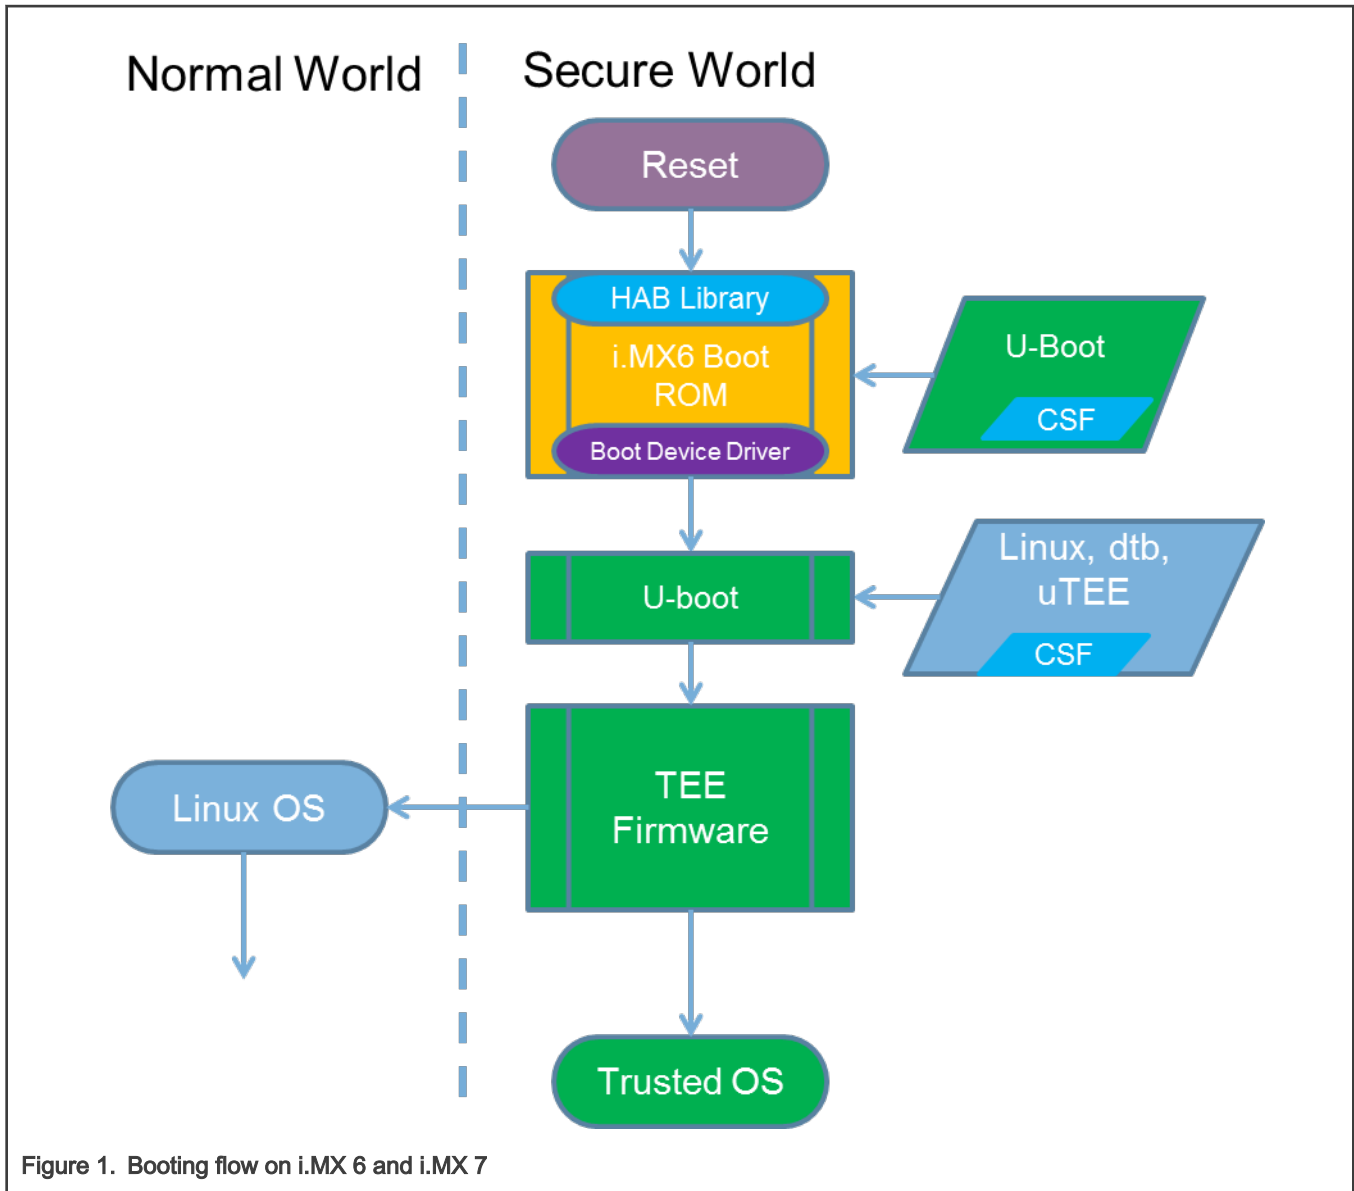 Normal World
Secure World
Reset
HAB Library
i.MX6 Boot
ROM
Boot Device Driver
U-Boot
CSF
U-boot
Linux, dtb,
uTEE
CSF
TEE
Firmware
Linux OS
Trusted OS
Figure 1. Booting flow on i.MX 6 and i.MX 7